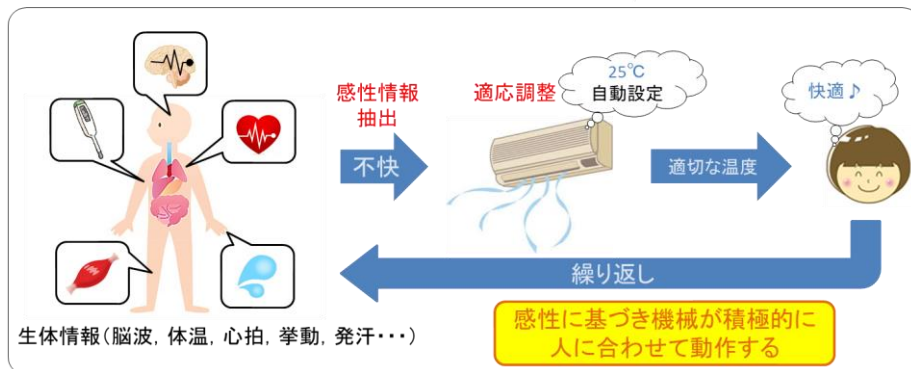 感性情報
抽出
不快
適応調整
25℃
自動設定
適切な温度
快適♪
繰り返し
生体情報(脳波, 体温, 心拍, 挙動, 発汗・・・)
感性に基づき機械が積極的に
人に合わせて動作する